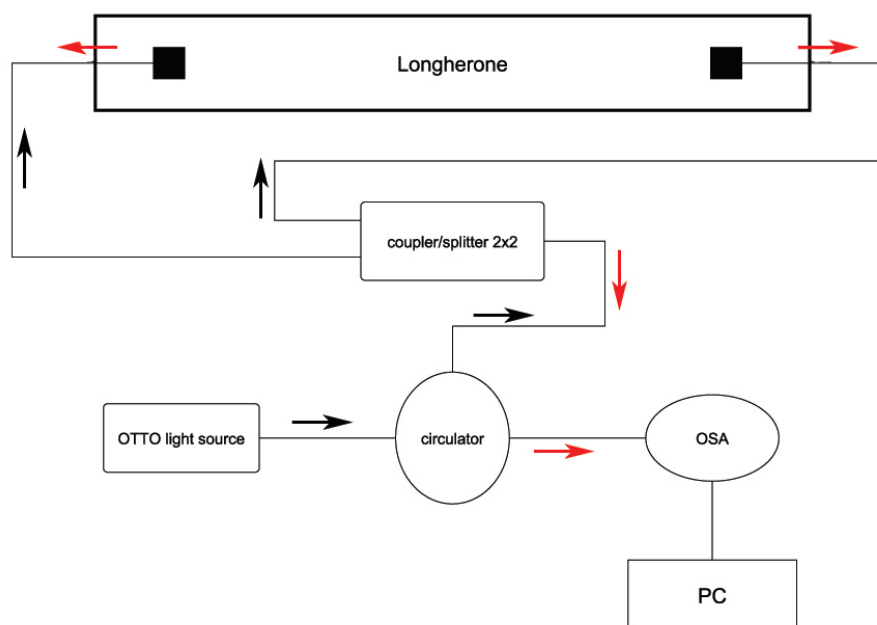 Longherone
coupler/splitter 2x2
OTTO light source
circulator
OSA
PC